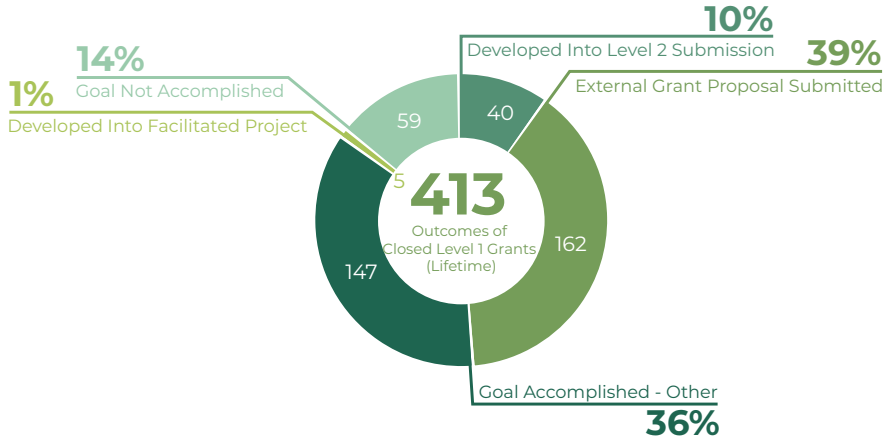 10%
Developed Into Level 2 Submission
39%
External Grant Proposal Submitted
14%
Goal Not Accomplished
1%
Developed Into Facilitated Project
59
40
5
413
Outcomes of
Closed Level 1 Grants
(Lifetime)
162
147
Goal Accomplished - Other
36%